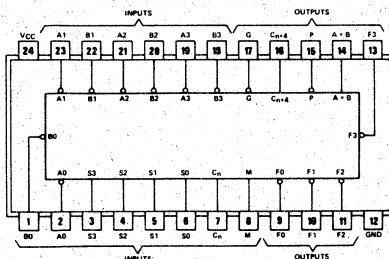 INPUTS OUTPUTS
VCC A1 B1 A2 B2 A3 B3 G Cn+4 P A=B F3
24 23 22 21 20 19 18 17 16 15 14 13
A1 B1 A2 B2 A3 B3 G Cn+4 P A=B
B0 F3
A0 S3 S2 S1 S0 Cn M F0 F1 F2
1 2 3 4 5 6 7 8 9 10 11 12
B0 A0 S3 S2 S1 S0 Cn M F0 F1 F2 GND
INPUTS OUTPUTS